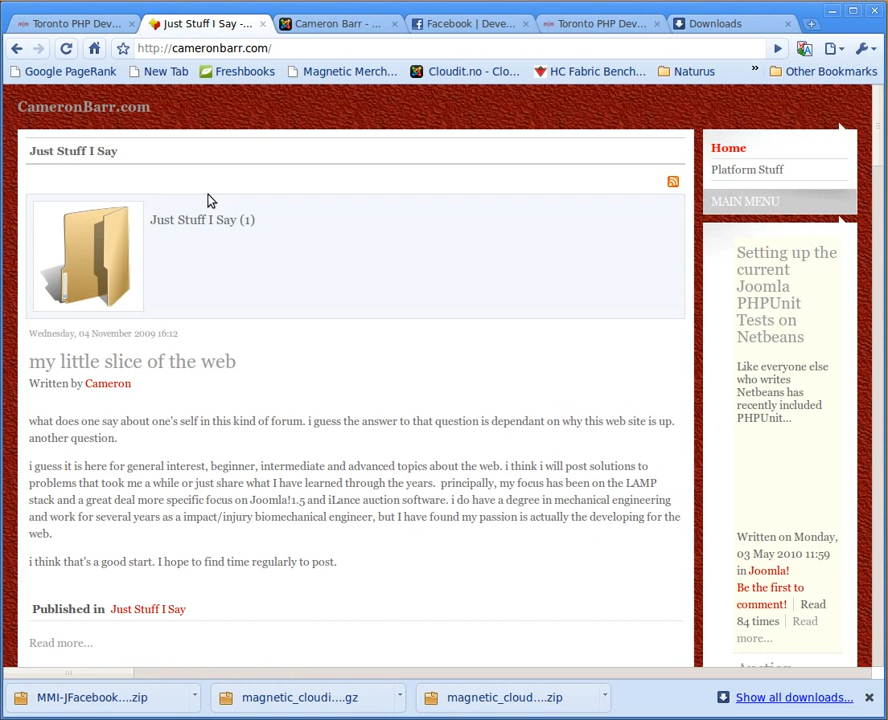 Toronto PHP Dev...
Just Stuff I Say -...
Cameron Barr - ...
Facebook | Deve...
Toronto PHP Dev...
Downloads
http://cameronbarr.com/
Google PageRank
New Tab
Freshbooks
Magnetic Merch...
Cloudit.no - Clo...
HC Fabric Bench...
Naturus
»
Other Bookmarks
CameronBarr.com
Just Stuff I Say
Just Stuff I Say (1)
Wednesday, 04 November 2009 16:12
my little slice of the web
Written by Cameron
what does one say about one's self in this kind of forum. i guess the answer to that question is dependant on why this web site is up.
another question.
i guess it is here for general interest, beginner, intermediate and advanced topics about the web. i think i will post solutions to
problems that took me a while or just share what I have learned through the years.  principally, my focus has been on the LAMP
stack and a great deal more specific focus on Joomla!1.5 and iLance auction software. i do have a degree in mechanical engineering
and work for several years as a impact/injury biomechanical engineer, but I have found my passion is actually the developing for the
web.
i think that's a good start. I hope to find time regularly to post.
Published in Just Stuff I Say
Read more...
Home
Platform Stuff
MAIN MENU
Setting up the
current
Joomla
PHPUnit
Tests on
Netbeans
Like everyone else
who writes
Netbeans has
recently included
PHPUnit...
Written on Monday,
03 May 2010 11:59
in Joomla!
Be the first to
comment! | Read
84 times | Read
more...
Auction
MMI-JFacebook....zip
magnetic_cloudi....gz
magnetic_cloud....zip
Show all downloads...